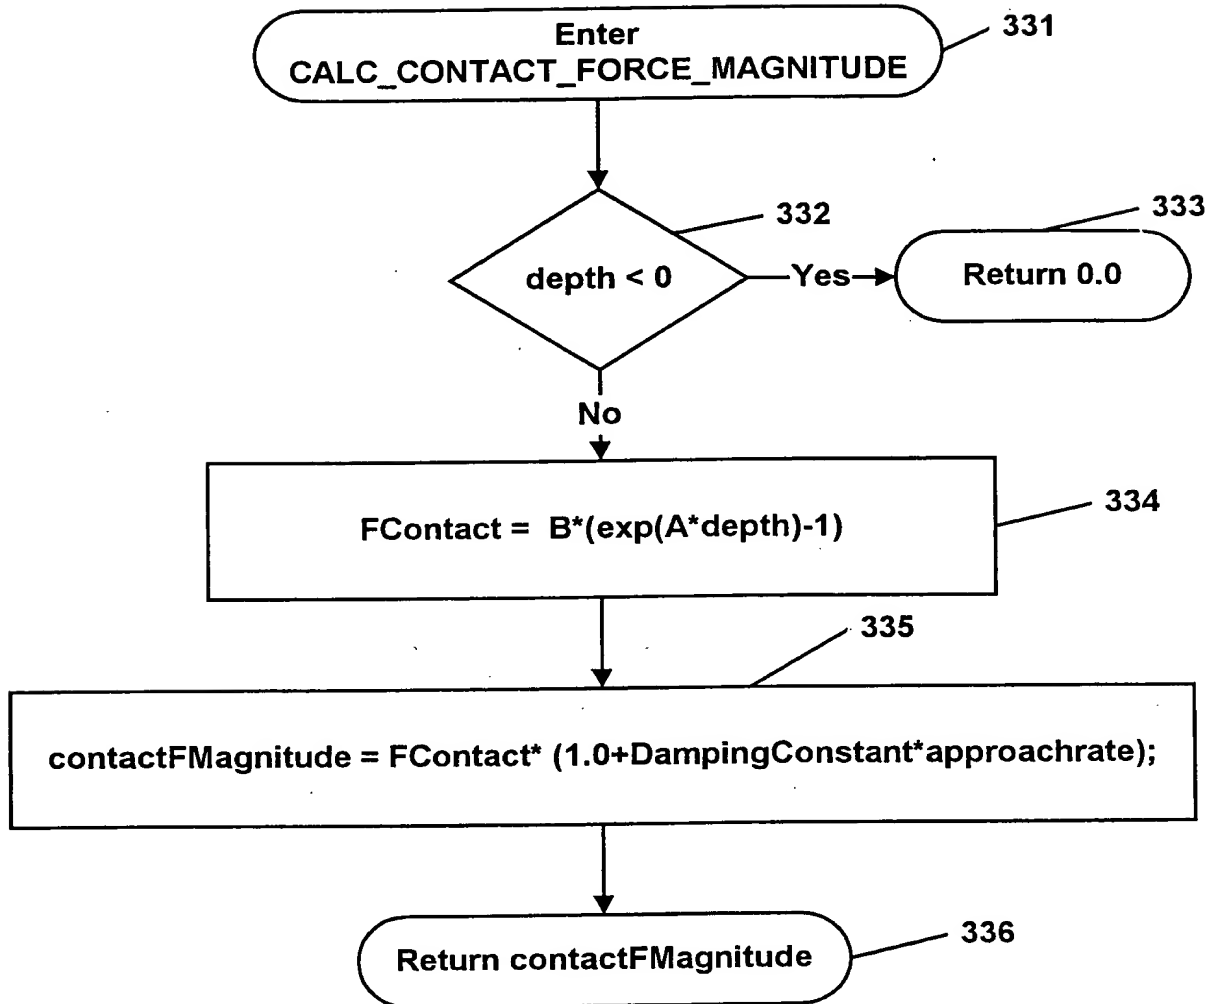 Enter
CALC_CONTACT_FORCE_MAGNITUDE
331
332
333
depth < 0
Yes
Return 0.0
No
FContact = B*(exp(A*depth)-1)
334
335
contactFMagnitude = FContact* (1.0+DampingConstant*approachrate);
Return contactFMagnitude
336